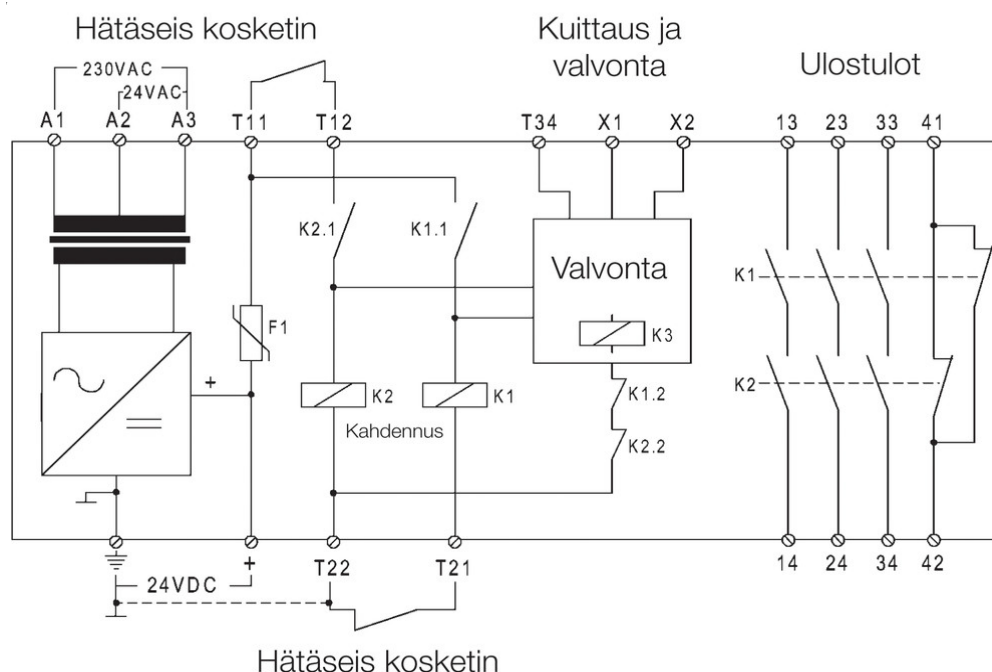 Hätäseis kosketin
Kuittaus ja
valvonta
Ulostulot
230VAC
24VAC
A1 A2 A3 T11 T12 T34 X1 X2 13 23 33 41
K2.1 K1.1
Valvonta
K1
F1
K3
+
K2 K1
K1.2
K2
Kahdennus
K2.2
14 24 34 42
24VDC
+
T22 T21
Hätäseis kosketin